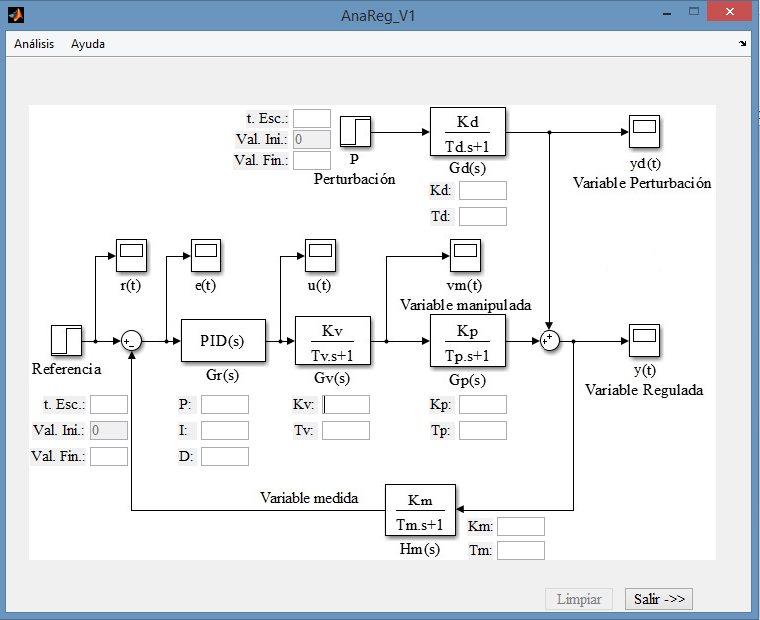 AnaReg_V1
Análisis Ayuda
t. Esc.:
Val. Ini.: 0
Val. Fin.:
P
Perturbación
Kd
Td.s+1
Gd(s)
Kd:
Td:
yd(t)
Variable Perturbación
r(t)
e(t)
u(t)
vm(t)
Variable manipulada
Referencia
PID(s)
Gr(s)
Kv
Tv.s+1
Gv(s)
Kp
Tp.s+1
Gp(s)
y(t)
Variable Regulada
t. Esc.:
Val. Ini.: 0
Val. Fin.:
P:
I:
D:
Kv:
Tv:
Kp:
Tp:
Variable medida
Km
Tm.s+1
Hm(s)
Km:
Tm:
Limpiar
Salir ->>